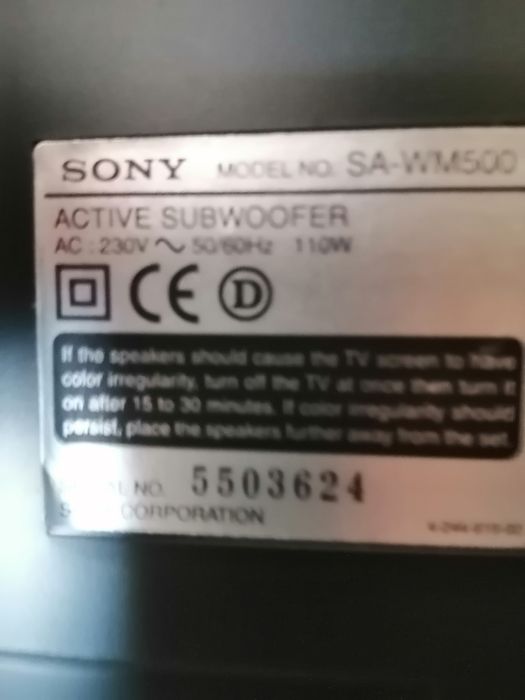 SONY MODEL NO. SA-WM500
ACTIVE SUBWOOFER
AC : 230V ~ 50/60Hz 110W
CE D
If the speakers should cause the TV screen to have
color irregularity, turn off the TV at once then turn it
on after 15 to 30 minutes. If color irregularity should
persist, place the speakers further away from the set.
NO. 5503624
CORPORATION